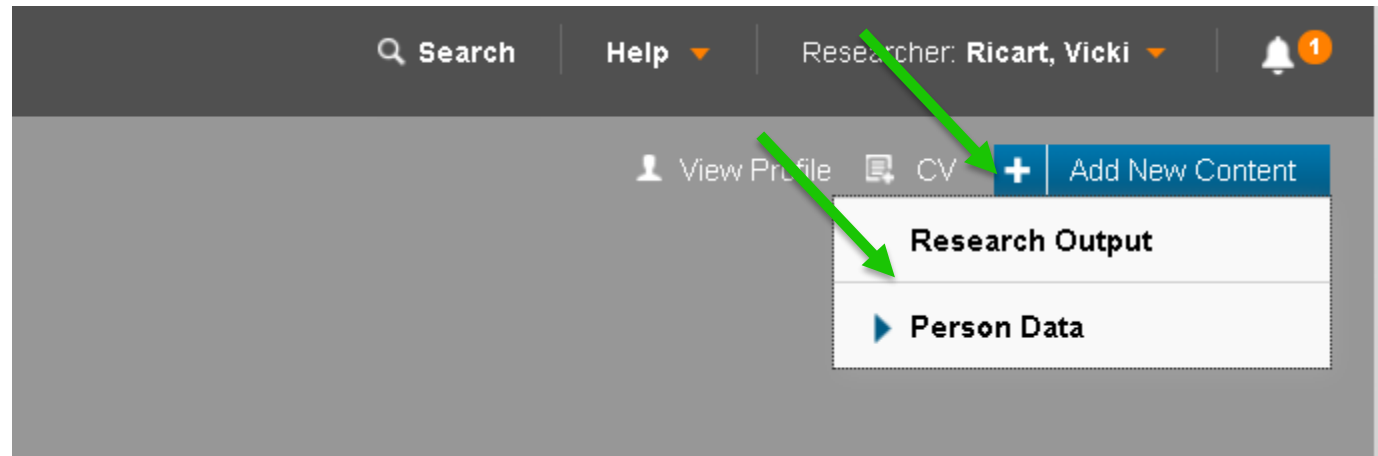 Search Help Researcher: Ricart, Vicki 1
View Profile CV + Add New Content
Research Output
Person Data